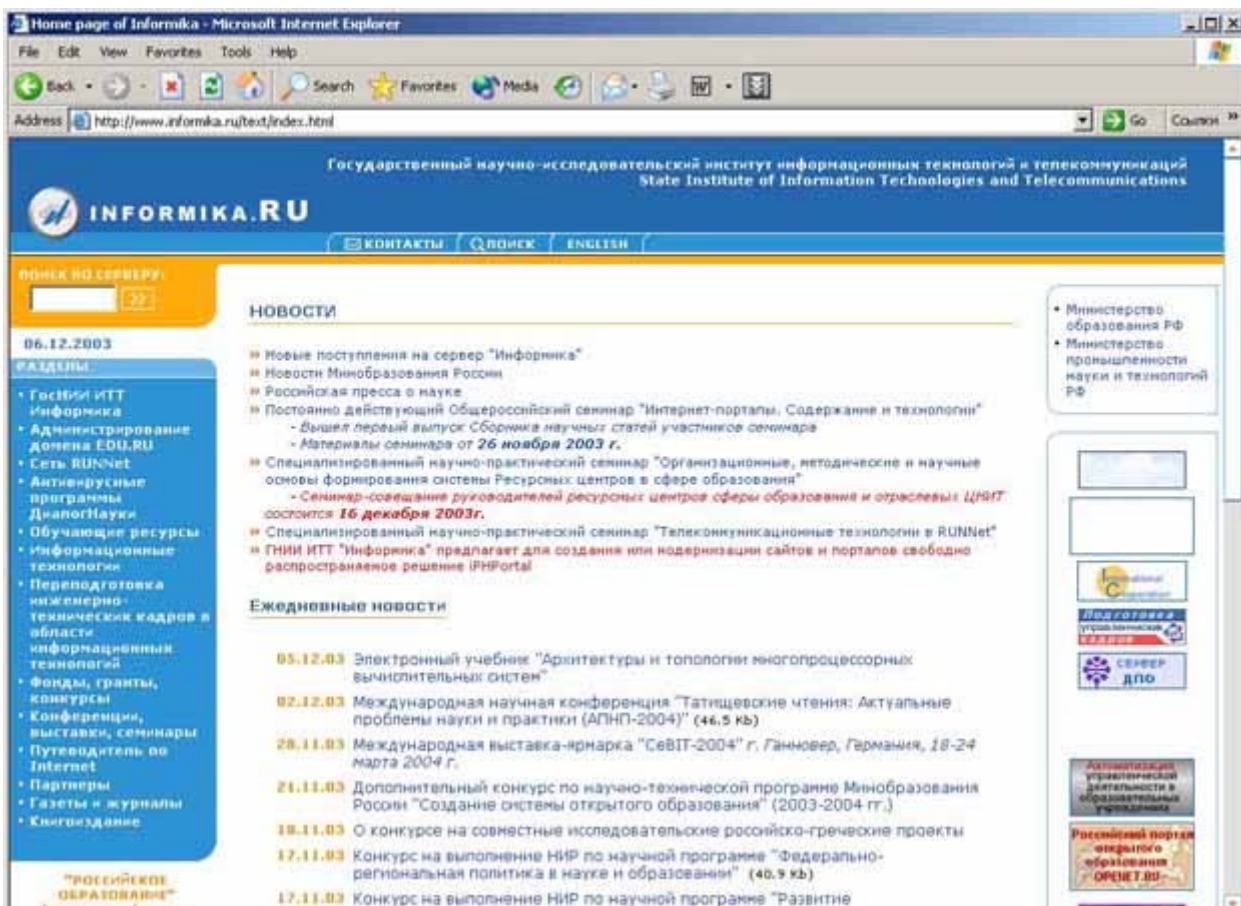 Home page of Informika - Microsoft Internet Explorer
File Edit View Favorites Tools Help
Back Search Favorites Media
Address http://www.informika.ru/text/index.html Go Ссылки
Государственный научно-исследовательский институт информационных технологий и телекоммуникаций
State Institute of Information Technologies and Telecommunications
INFORMIKA.RU
КОНТАКТЫ ПОИСК ENGLISH
ПОИСК ПО СЕРВЕРУ:
06.12.2003
РАЗДЕЛЫ
• ГосНИИ ИТТ
Информика
• Администрирование
домена EDU.RU
• Сеть RUNNet
• Антивирусные
программы
ДиалогНауки
• Обучающие ресурсы
• Информационные
технологии
• Переподготовка
инженерно-
технических кадров в
области
информационных
технологий
• Фонды, гранты,
конкурсы
• Конференции,
выставки, семинары
• Путеводитель по
Internet
• Партнеры
• Газеты и журналы
• Книгоиздание
"РОССИЙСКОЕ
ОБРАЗОВАНИЕ"
НОВОСТИ
Новые поступления на сервер "Информика"
Новости Минобразования России
Российская пресса о науке
Постоянно действующий Общероссийский семинар "Интернет-порталы. Содержание и технологии"
- Вышел первый выпуск Сборника научных статей участников семинара
- Материалы семинара от 26 ноября 2003 г.
Специализированный научно-практический семинар "Организационные, методические и научные
основы формирования системы Ресурсных центров в сфере образования"
- Семинар-совещание руководителей ресурсных центров сферы образования и отраслевых ЦНИТ
состоится 16 декабря 2003г.
Специализированный научно-практический семинар "Телекоммуникационные технологии в RUNNet"
ГНИИ ИТТ "Информика" предлагает для создания или модернизации сайтов и порталов свободно
распространяемое решение iPHPortal
Ежедневные новости
05.12.03 Электронный учебник "Архитектуры и топологии многопроцессорных
вычислительных систем"
02.12.03 Международная научная конференция "Татищевские чтения: Актуальные
проблемы науки и практики (АПНП-2004)" (46.5 Kb)
28.11.03 Международная выставка-ярмарка "CeBIT-2004" г. Ганновер, Германия, 18-24
марта 2004 г.
21.11.03 Дополнительный конкурс по научно-технической программе Минобразования
России "Создание системы открытого образования" (2003-2004 гг.)
18.11.03 О конкурсе на совместные исследовательские российско-греческие проекты
17.11.03 Конкурс на выполнение НИР по научной программе "Федерально-
региональная политика в науке и образовании" (40.9 Kb)
17.11.03 Конкурс на выполнение НИР по научной программе "Развитие
• Министерство
образования РФ
• Министерство
промышленности
науки и технологий
РФ
International
Cooperation
Подготовка
управленческих
кадров
СЕРВЕР
ДПО
Автоматизация
управленческой
деятельности в
образовательных
учреждениях
Российский портал
открытого
образования
OPENET.RU